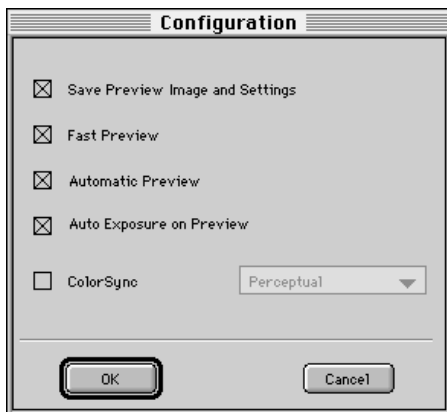 Configuration
Save Preview Image and Settings
Fast Preview
Automatic Preview
Auto Exposure on Preview
ColorSync Perceptual
OK Cancel